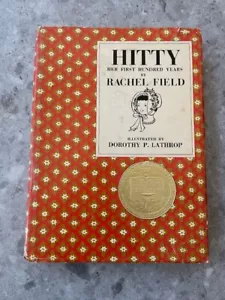 HITTY
HER FIRST HUNDRED YEARS
BY
RACHEL FIELD
ILLUSTRATED BY
DOROTHY P. LATHROP